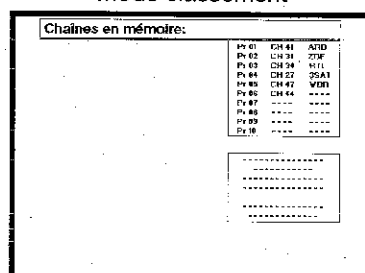 Chaînes en mémoire:
Pr 01 CH 41 ARD
Pr 02 CH 31 ZDF
Pr 03 CH 34 RTL
Pr 04 CH 27 3SAT
Pr 05 CH 47 WDR
Pr 06 CH 44 ----
Pr 07 ---- ----
Pr 08 ---- ----
Pr 09 ---- ----
Pr 10 ---- ----